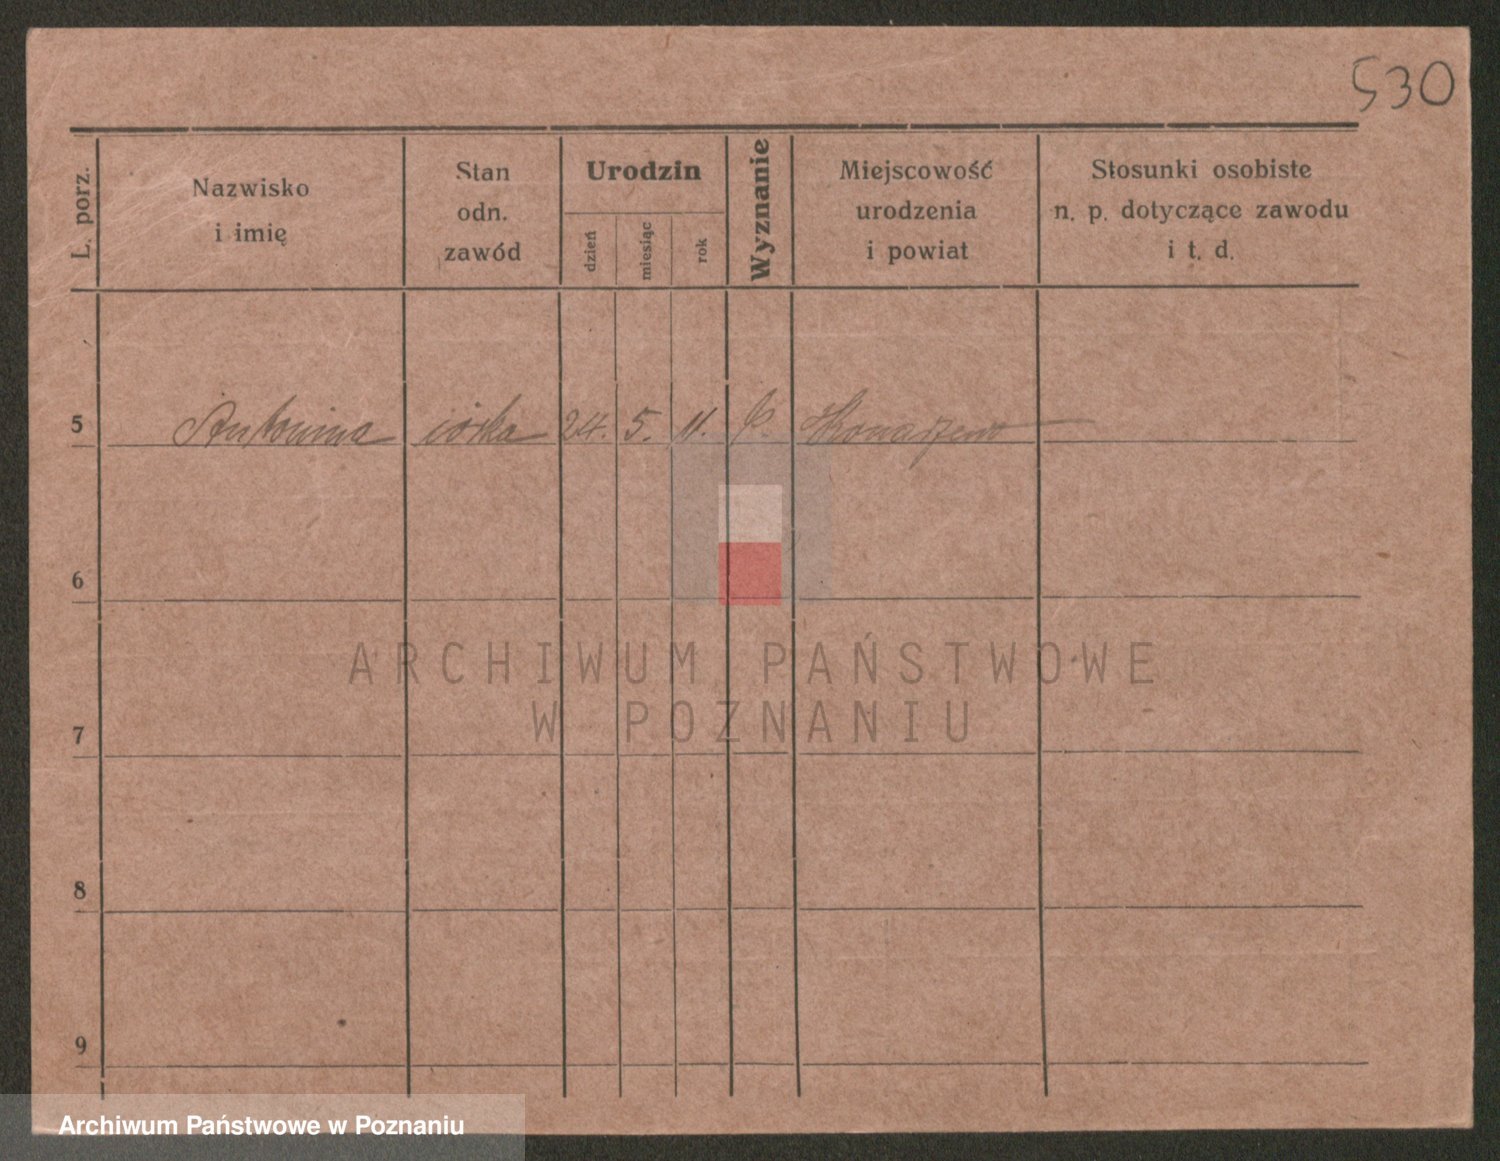 530
L. porz.
Nazwisko
i imię
Stan
odn.
zawód
Urodzin
dzień
miesiąc
rok
Wyznanie
Miejscowość
urodzenia
i powiat
Stosunki osobiste
n. p. dotyczące zawodu
i t. d.
5 Antonina córka 24. 5. 11. Konarzewo
6
ARCHIWUM PAŃSTWOWE
W POZNANIU
7
8
9
Archiwum Państwowe w Poznaniu